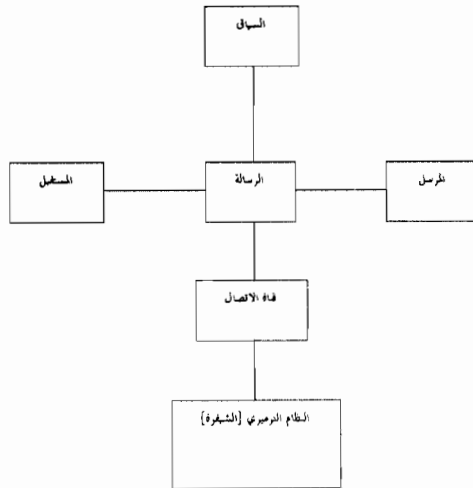 السياق
المرسل
الرسالة
المستقبل
قناة الاتصال
النظام الترميزي [الشيفرة}